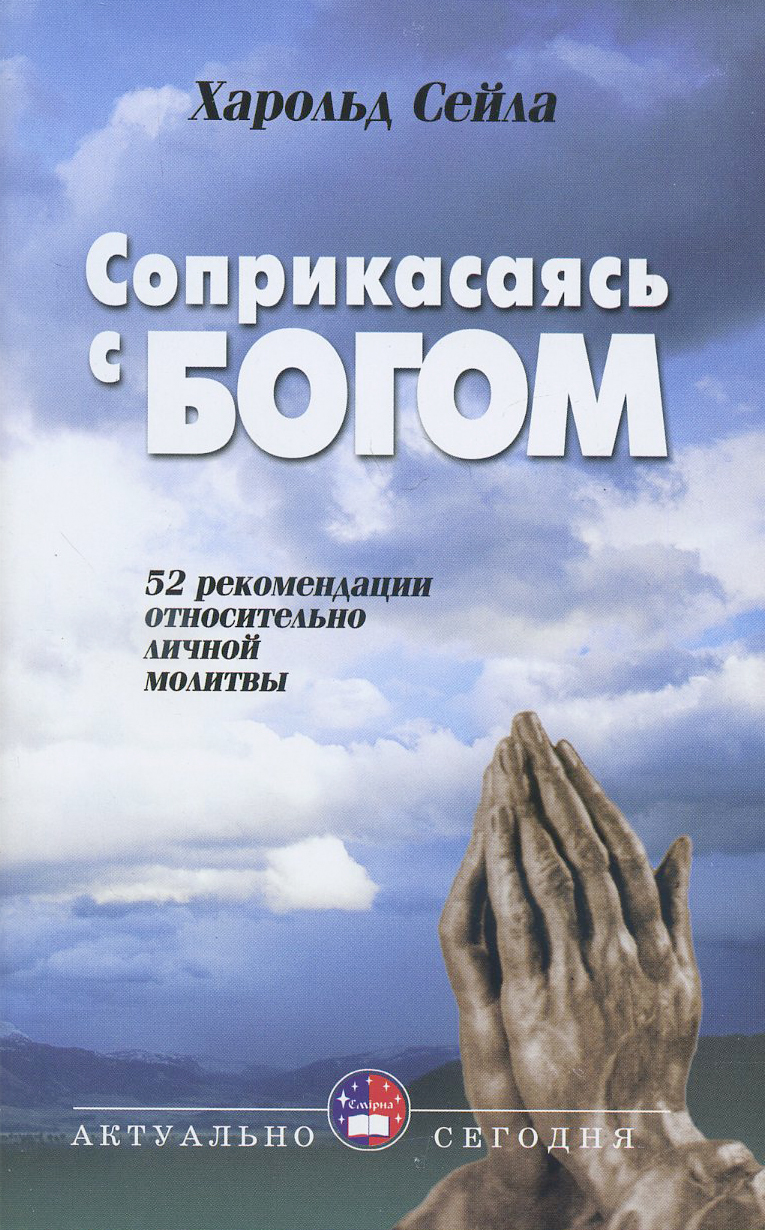 Харольд Сейла
Соприкасаясь
с БОГОМ
52 рекомендации
относительно
личной
молитвы
Смірна
АКТУАЛЬНО СЕГОДНЯ